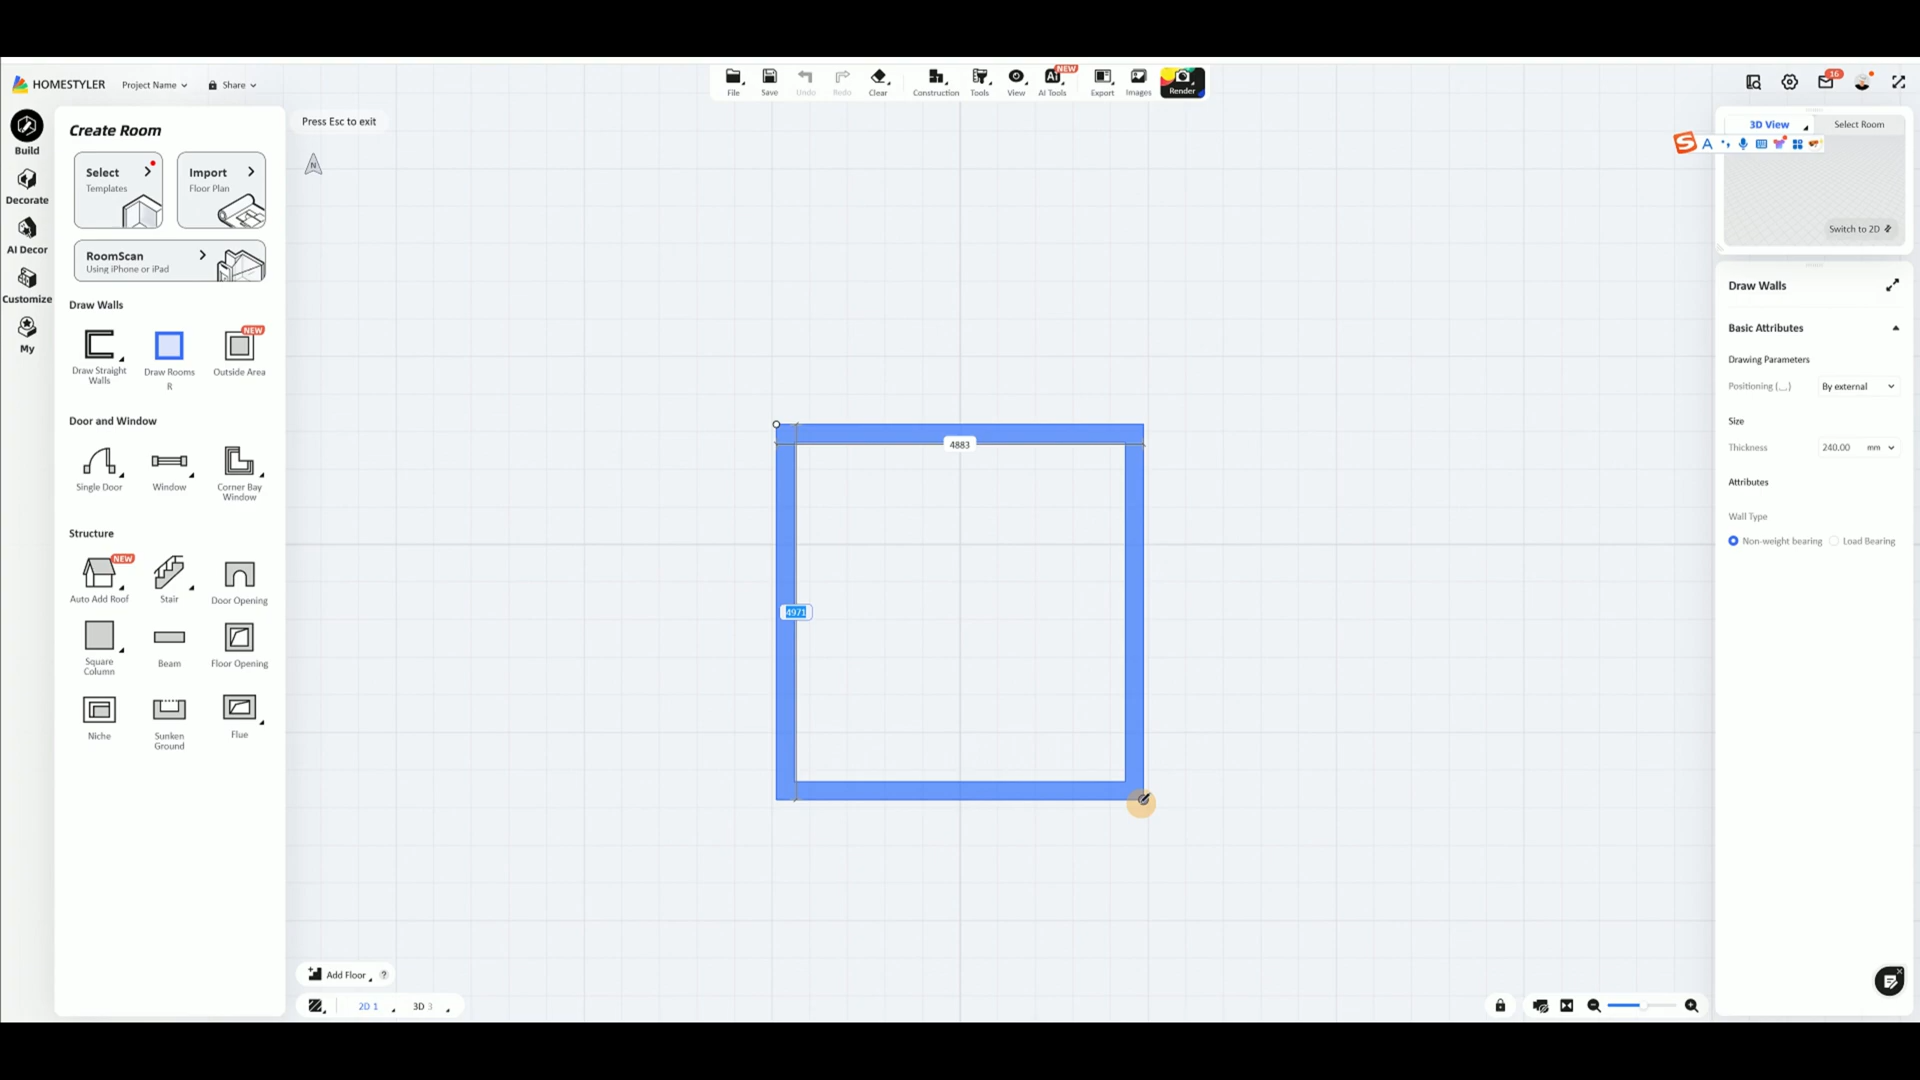 HOMESTYLER
Project Name
Share
File
Save
Undo
Redo
Clear
Construction
Tools
View
NEW
AI Tools
Export
Images
Render
16
Build
Decorate
AI Decor
Customize
My
Create Room
Select
Templates
Import
Floor Plan
RoomScan
Using iPhone or iPad
Draw Walls
Draw Straight
Walls
Draw Rooms
R
NEW
Outside Area
Door and Window
Single Door
Window
Corner Bay
Window
Structure
NEW
Auto Add Roof
Stair
Door Opening
Square
Column
Beam
Floor Opening
Niche
Sunken
Ground
Flue
Press Esc to exit
N
4883
4971
Add Floor
?
2D 1
3D 3
3D View
Select Room
S A
Switch to 2D
Draw Walls
Basic Attributes
Drawing Parameters
Positioning (...)
By external
Size
Thickness
240.00 mm
Attributes
Wall Type
Non-weight bearing
Load Bearing